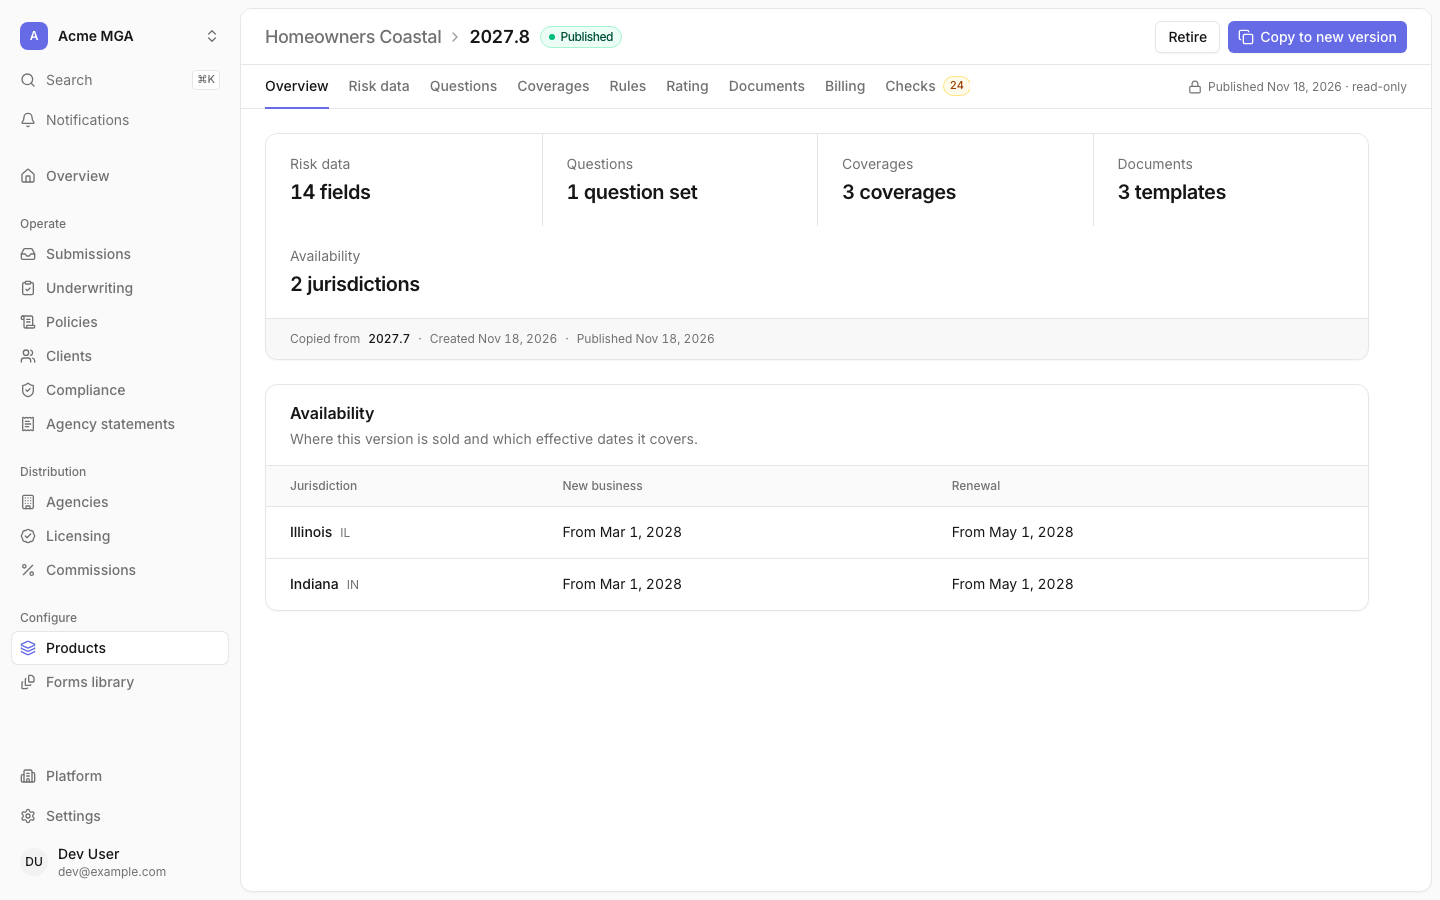 A
Acme MGA
Search
⌘K
Notifications
Overview
Operate
Submissions
Underwriting
Policies
Clients
Compliance
Agency statements
Distribution
Agencies
Licensing
Commissions
Configure
Products
Forms library
Platform
Settings
DU
Dev User
dev@example.com
Homeowners Coastal > 2027.8 Published
Retire
Copy to new version
Overview Risk data Questions Coverages Rules Rating Documents Billing Checks 24
Published Nov 18, 2026 · read-only
Risk data
14 fields
Questions
1 question set
Coverages
3 coverages
Documents
3 templates
Availability
2 jurisdictions
Copied from 2027.7 · Created Nov 18, 2026 · Published Nov 18, 2026
Availability
Where this version is sold and which effective dates it covers.
Jurisdiction New business Renewal
Illinois IL From Mar 1, 2028 From May 1, 2028
Indiana IN From Mar 1, 2028 From May 1, 2028